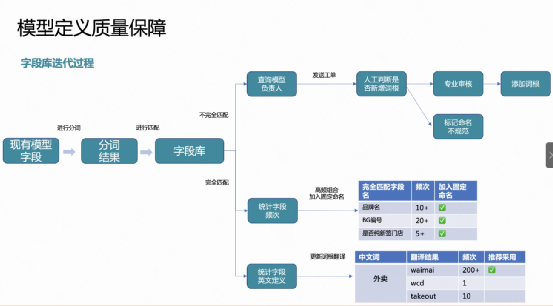 模型定义质量保障
字段库迭代过程
查询模型
负责人
发送工单
人工判断是
否新增词根
专业审核
添加词根
不完全匹配
标记命名
不规范
进行分词
进行匹配
现有模型
字段
分词
结果
字段库
完全匹配
统计字段
频次
高频组合
加入固定命名
完全匹配字段名 频次 加入固定命名
品牌名 10+ ✅
BG编号 20+ ✅
是否纯新签门店 5+ ✅
统计字段
英文定义
更新词根翻译
中文词 翻译结果 频次 推荐采用
外卖 waimai 200+ ✅
wcd 1
takeout 10